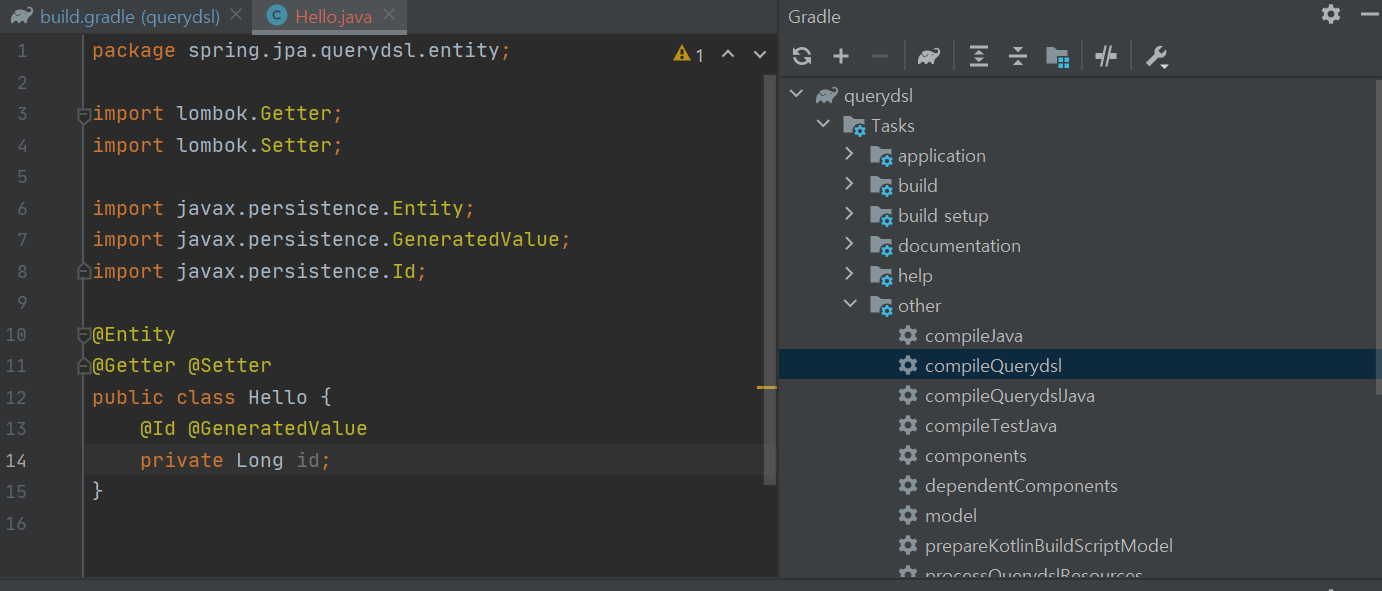 build.gradle (querydsl)
Hello.java
1 package spring.jpa.querydsl.entity;
1
2
3 import lombok.Getter;
4 import lombok.Setter;
5
6 import javax.persistence.Entity;
7 import javax.persistence.GeneratedValue;
8 import javax.persistence.Id;
9
10 @Entity
11 @Getter @Setter
12 public class Hello {
13 @Id @GeneratedValue
14 private Long id;
15 }
16
Gradle
querydsl
Tasks
application
build
build setup
documentation
help
other
compileJava
compileQuerydsl
compileQuerydslJava
compileTestJava
components
dependentComponents
model
prepareKotlinBuildScriptModel
processQuerydslResources